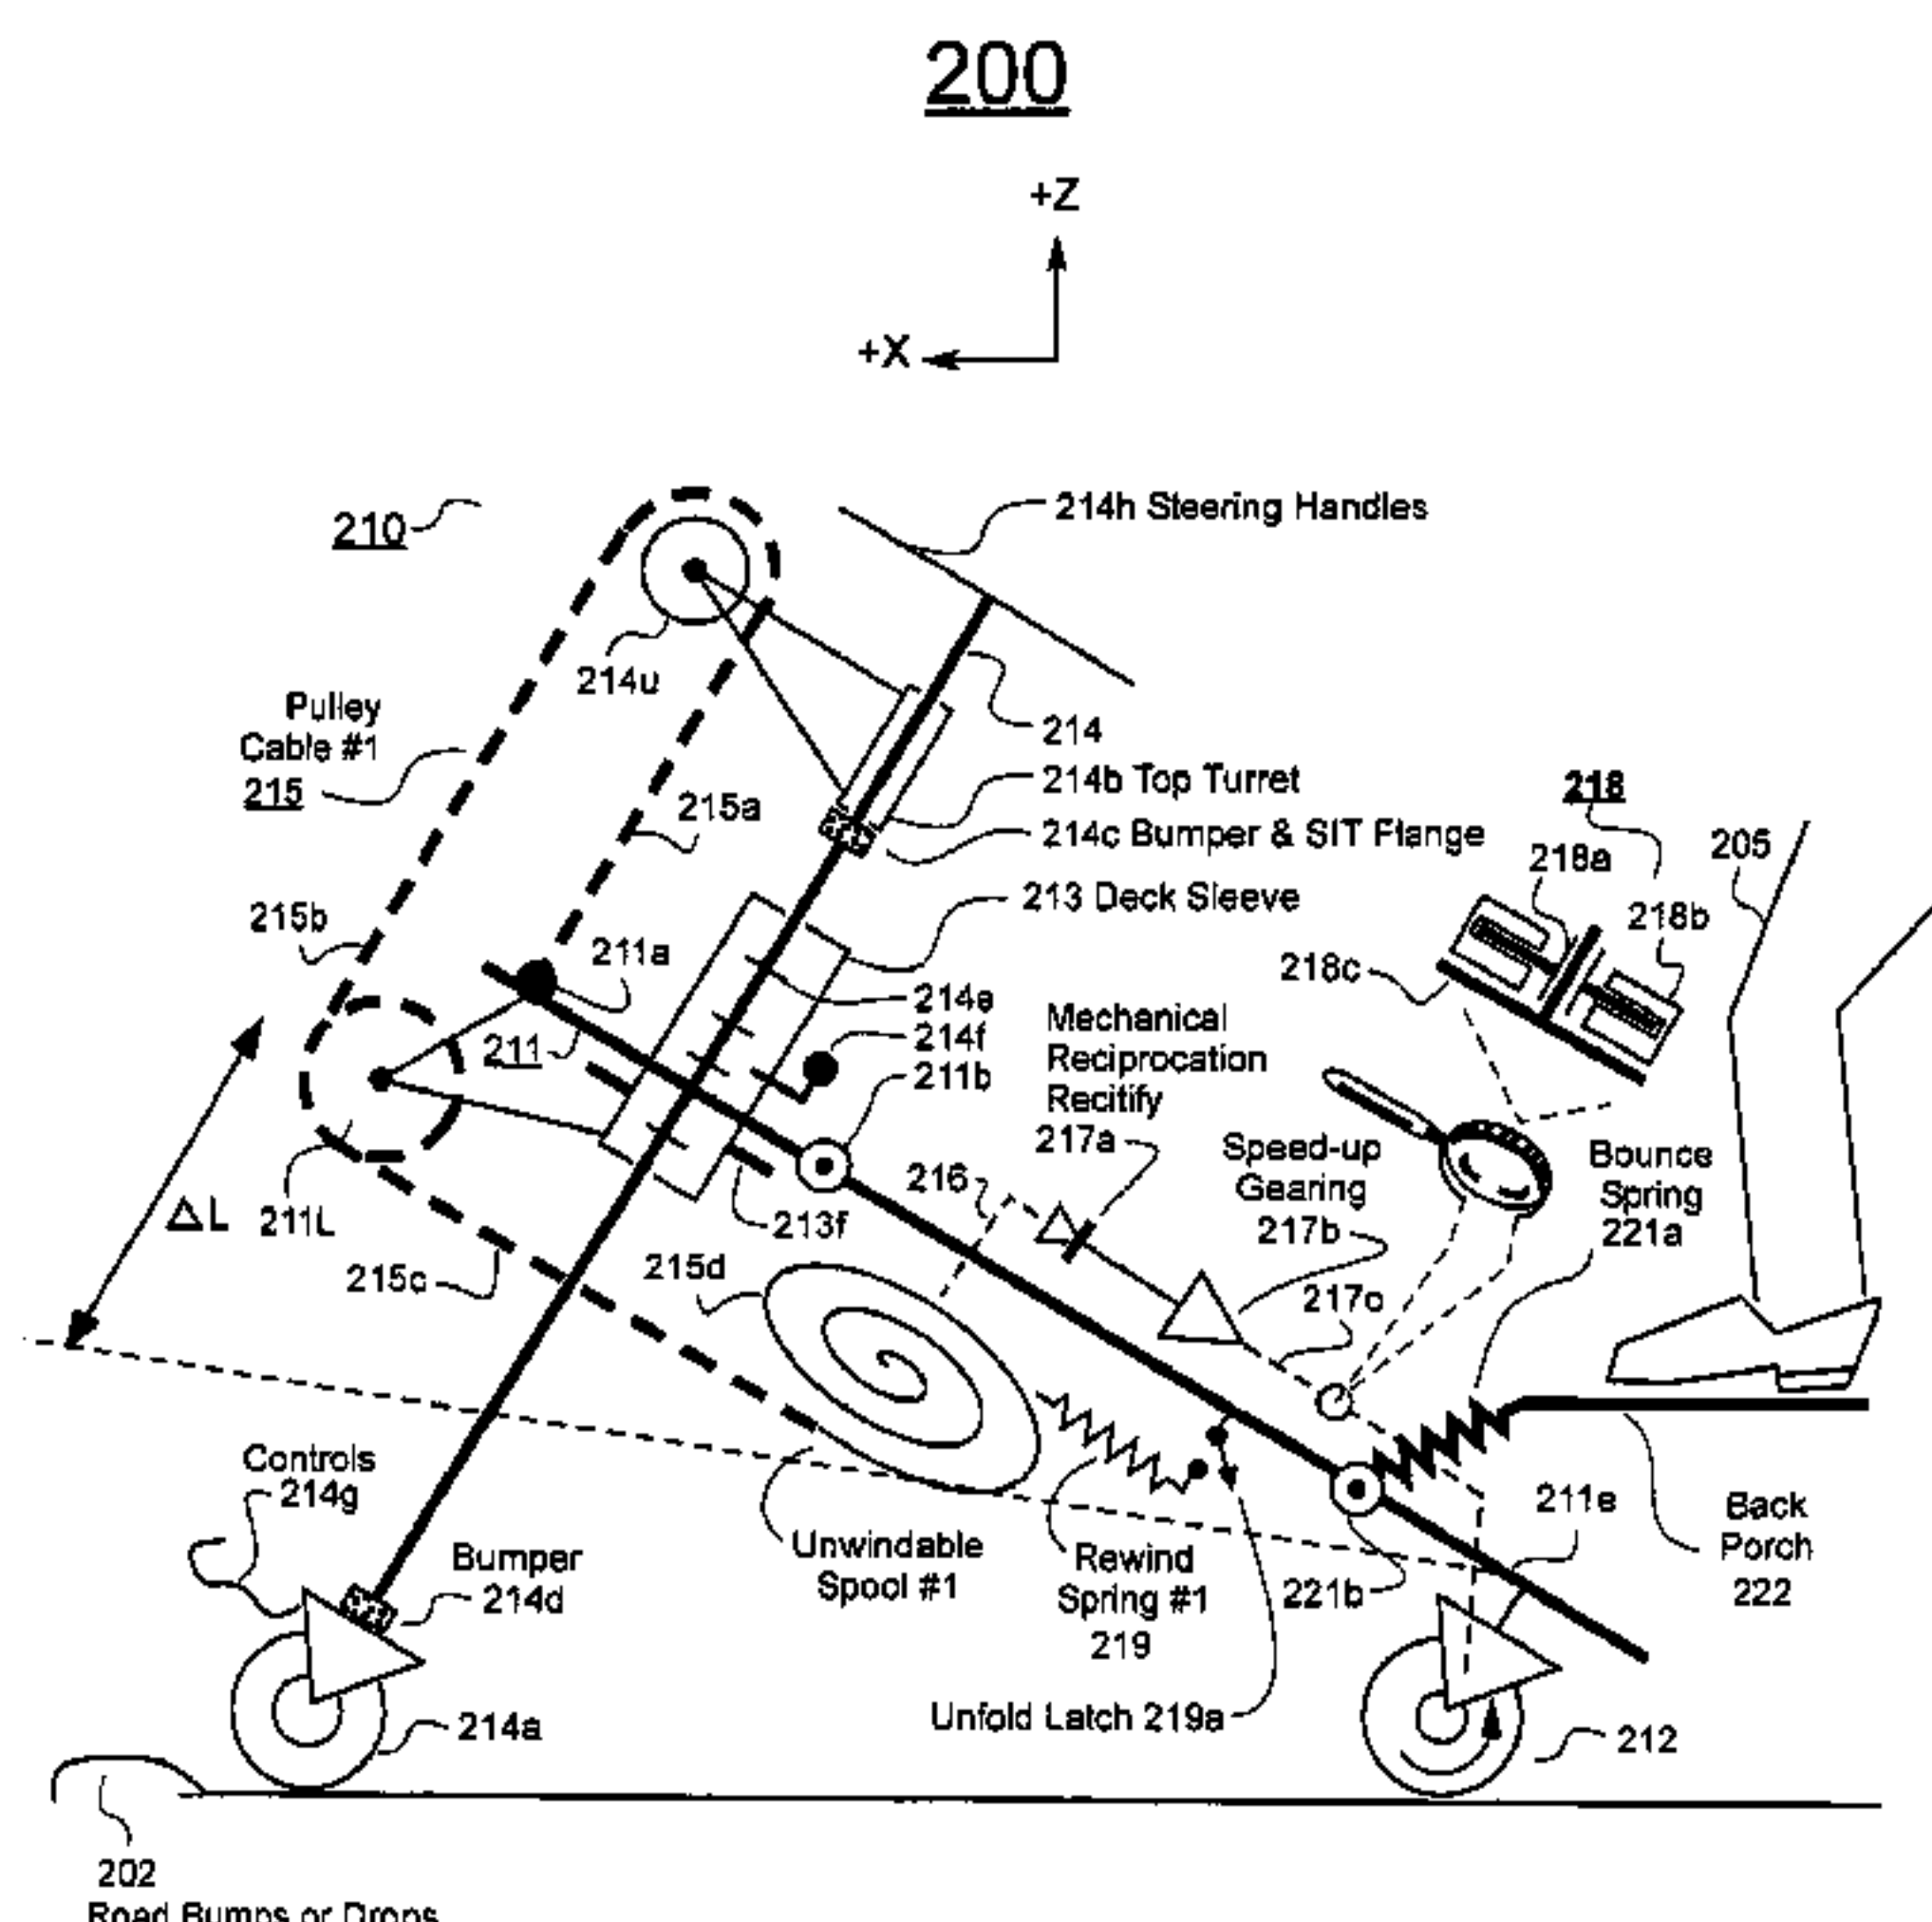 200
+Z
+X
210
214h Steering Handles
214u
Pulley
Cable #1
215
214
214b Top Turret
215a
214c Bumper & SIT Flange
218
205
218a
218b
213 Deck Sleeve
215b
211a
218c
214e
214f
211
211b
Mechanical
Reciprocation
Recitify
217a
Speed-up
Gearing
217b
Bounce
Spring
221a
216
ΔL
211L
213f
215c
215d
217c
Controls
214g
Bumper
214d
Unwindable
Spool #1
Rewind
Spring #1
219
221b
211e
Back
Porch
222
Unfold Latch 219a
214a
212
202
Road Bumps or Drops